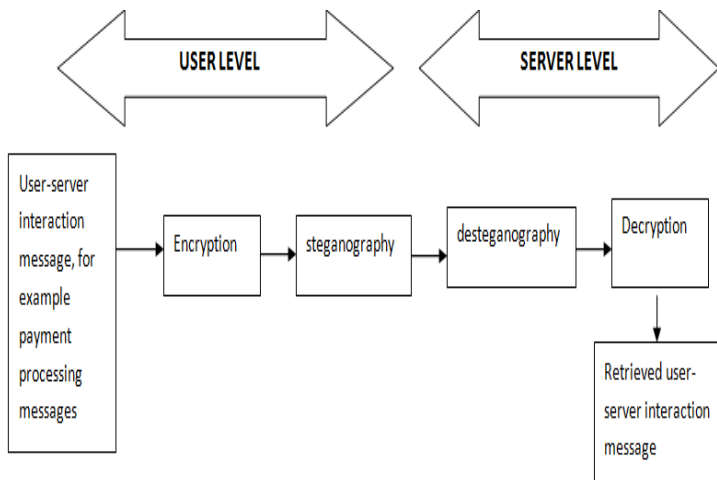 USER LEVEL
SERVER LEVEL
User-server
interaction
message, for
example
payment
processing
messages
Encryption
steganography
desteganography
Decryption
Retrieved user-
server interaction
message